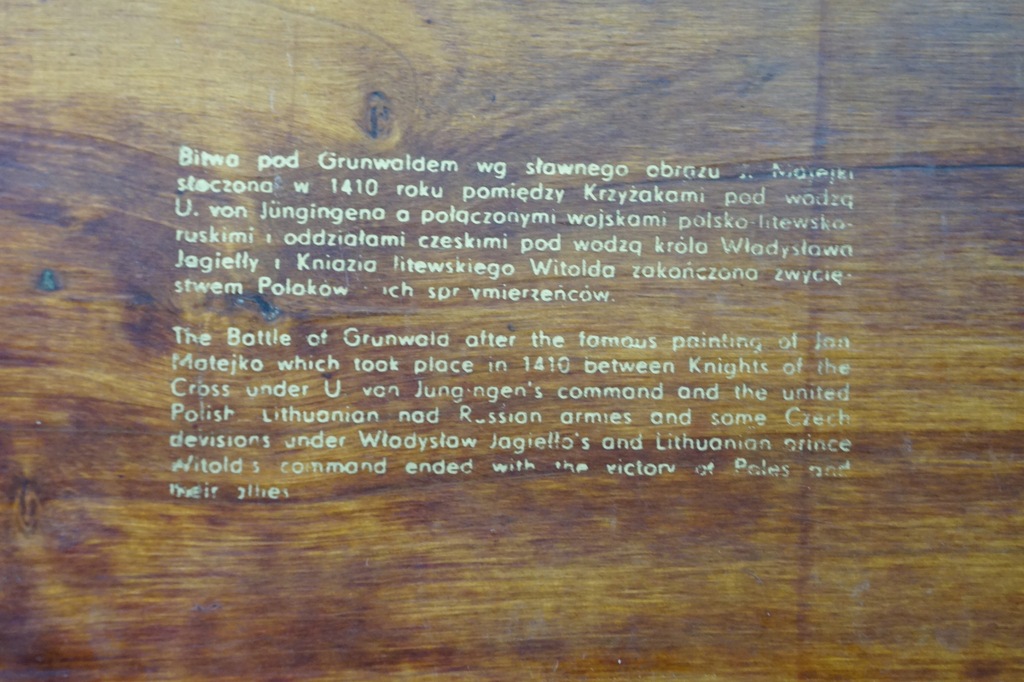 Bitwa pod Grunwaldem wg sławnego obrazu J. Matejki
stoczona w 1410 roku pomiędzy Krzyżakami pod wodzą
U. von Jüngingena a połączonymi wojskami polsko-litewsko-
ruskimi i oddziałami czeskimi pod wodzą króla Władysława
Jagiełły i Kniazia litewskiego Witolda zakończona zwycię-
stwem Polaków ich
The Battle of Grunwald after the famous painting of Jan
Matejko which took place in 1410 between Knights of the
Cross under U von Jungingen's command and the united
Polish Lithuanian nad Russian armies and some Czech
devisions under Władysław Jagiello's and Lithuanian prince
Witold's command ended with the victory of Poles and
their allies